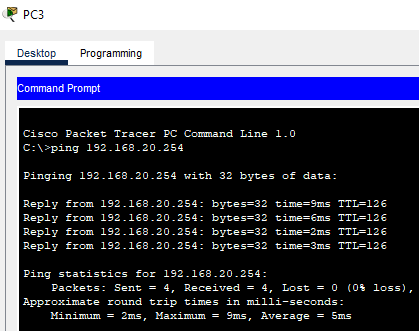 PC3
Desktop Programming
Command Prompt
Cisco Packet Tracer PC Command Line 1.0
C:\>ping 192.168.20.254
Pinging 192.168.20.254 with 32 bytes of data:
Reply from 192.168.20.254: bytes=32 time=9ms TTL=126
Reply from 192.168.20.254: bytes=32 time=6ms TTL=126
Reply from 192.168.20.254: bytes=32 time=2ms TTL=126
Reply from 192.168.20.254: bytes=32 time=3ms TTL=126
Ping statistics for 192.168.20.254:
Packets: Sent = 4, Received = 4, Lost = 0 (0% loss),
Approximate round trip times in milli-seconds:
Minimum = 2ms, Maximum = 9ms, Average = 5ms